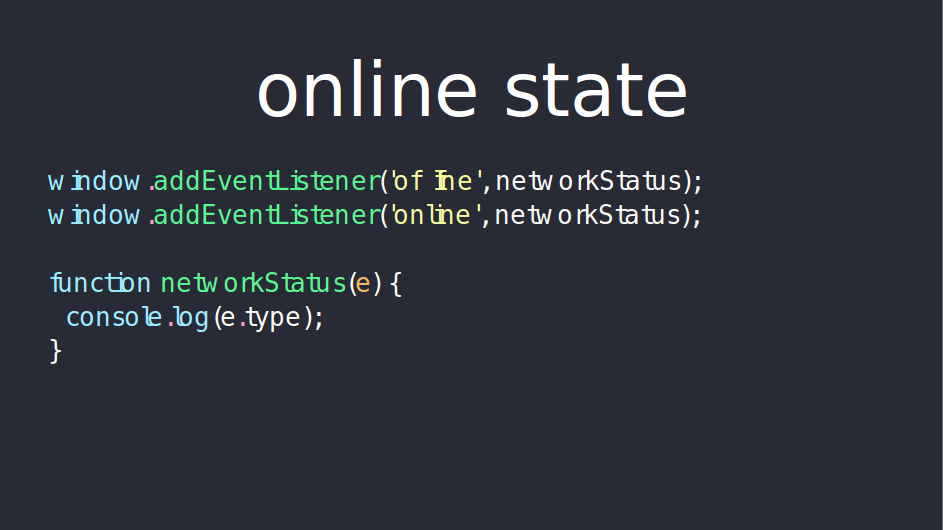 online state
window.addEventListener('offline',networkStatus);
window.addEventListener('online',networkStatus);
function networkStatus(e){
console.log(e.type);
}